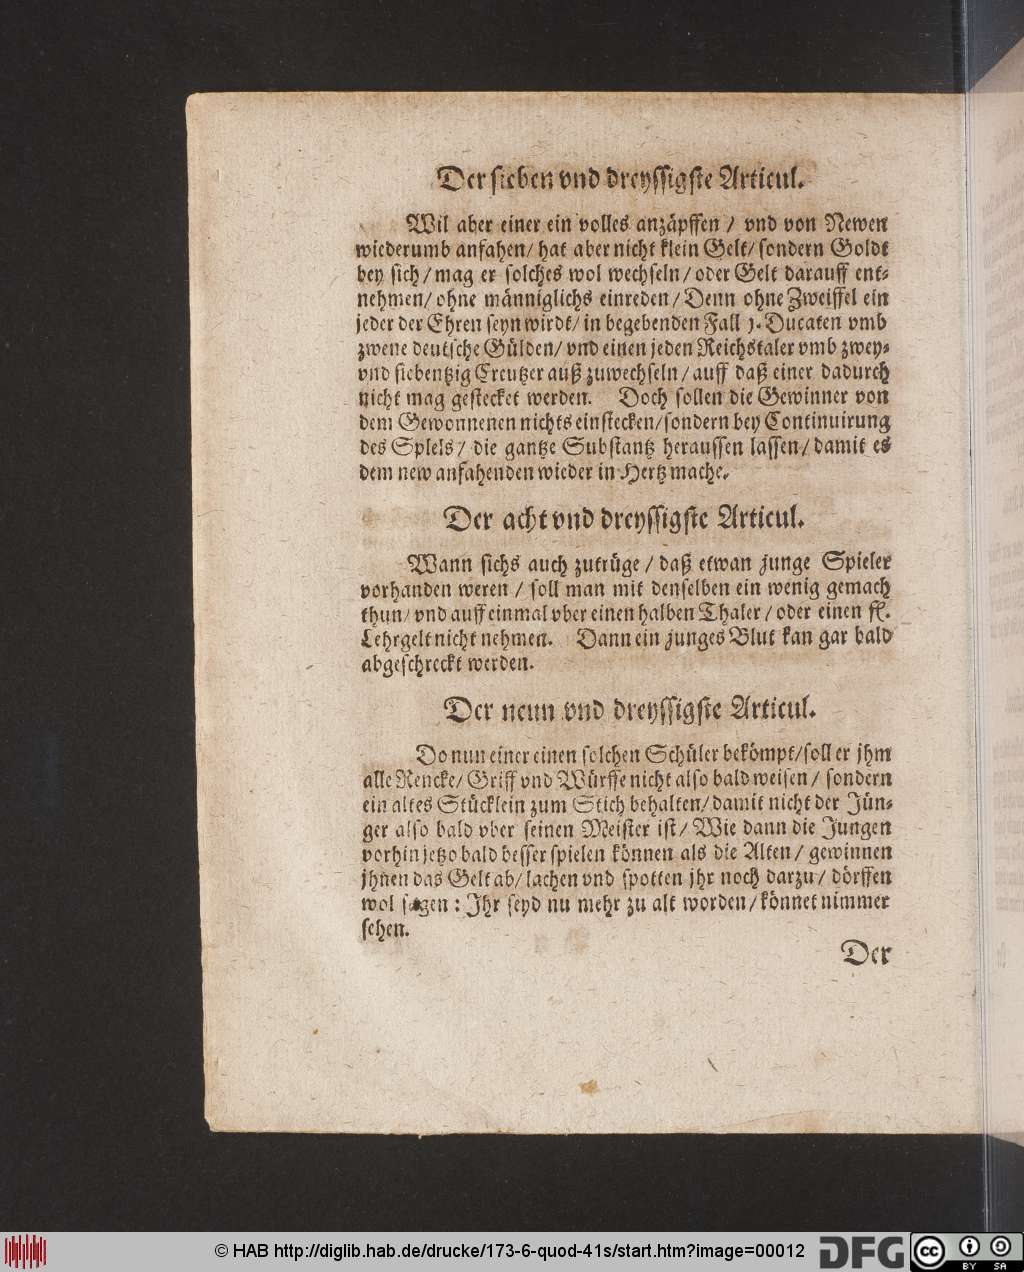 Der sieben vnd dreyssigste Articul.
Wil aber einer ein volles anzäpffen / vnd von Newen
wiederumb anfahen/ hat aber nicht klein Gelt/ sondern Goldt
bey sich / mag er solches wol wechseln / oder Gelt darauff ent-
nehmen/ ohne männiglichs einreden / Denn ohne Zweiffel ein
jeder der Ehren seyn wirdt/ in begebenden Fall 1. Ducaten vmb
zwene deutsche Gülden/ vnd einen jeden Reichstaler vmb zwey-
vnd siebentzig Creutzer auß zuwechseln / auff daß einer dadurch
nicht mag gestecket werden. Doch sollen die Gewinner von
dem Gewonnenen nichts einstecken/ sondern bey Continuirung
des Spiels / die gantze Substantz heraussen lassen / damit es
dem new anfahenden wieder in Hertz mache.
Der acht vnd dreyssigste Articul.
Wann sichs auch zutrüge / daß etwan junge Spieler
vorhanden weren / soll man mit denselben ein wenig gemach
thun/ vnd auff einmal vber einen halben Thaler / oder einen fl.
Lehrgelt nicht nehmen. Dann ein junges Blut kan gar bald
abgeschreckt werden.
Der neun vnd dreyssigste Articul.
Do nun einer einen solchen Schüler bekömpt/ soll er jhm
alle Rencke/ Griff vnd Würffe nicht also bald weisen / sondern
ein altes Stücklein zum Stich behalten/ damit nicht der Jün-
ger also bald vber seinen Meister ist / Wie dann die Jungen
vorhin jetzo bald besser spielen können als die Alten / gewinnen
jhnen das Gelt ab/ lachen vnd spotten jhr noch darzu / dörffen
wol sagen : Jhr seyd nu mehr zu alt worden / könnet nimmer
sehen.
Der
© HAB http://diglib.hab.de/drucke/173-6-quod-41s/start.htm?image=00012
DFG
cc BY SA